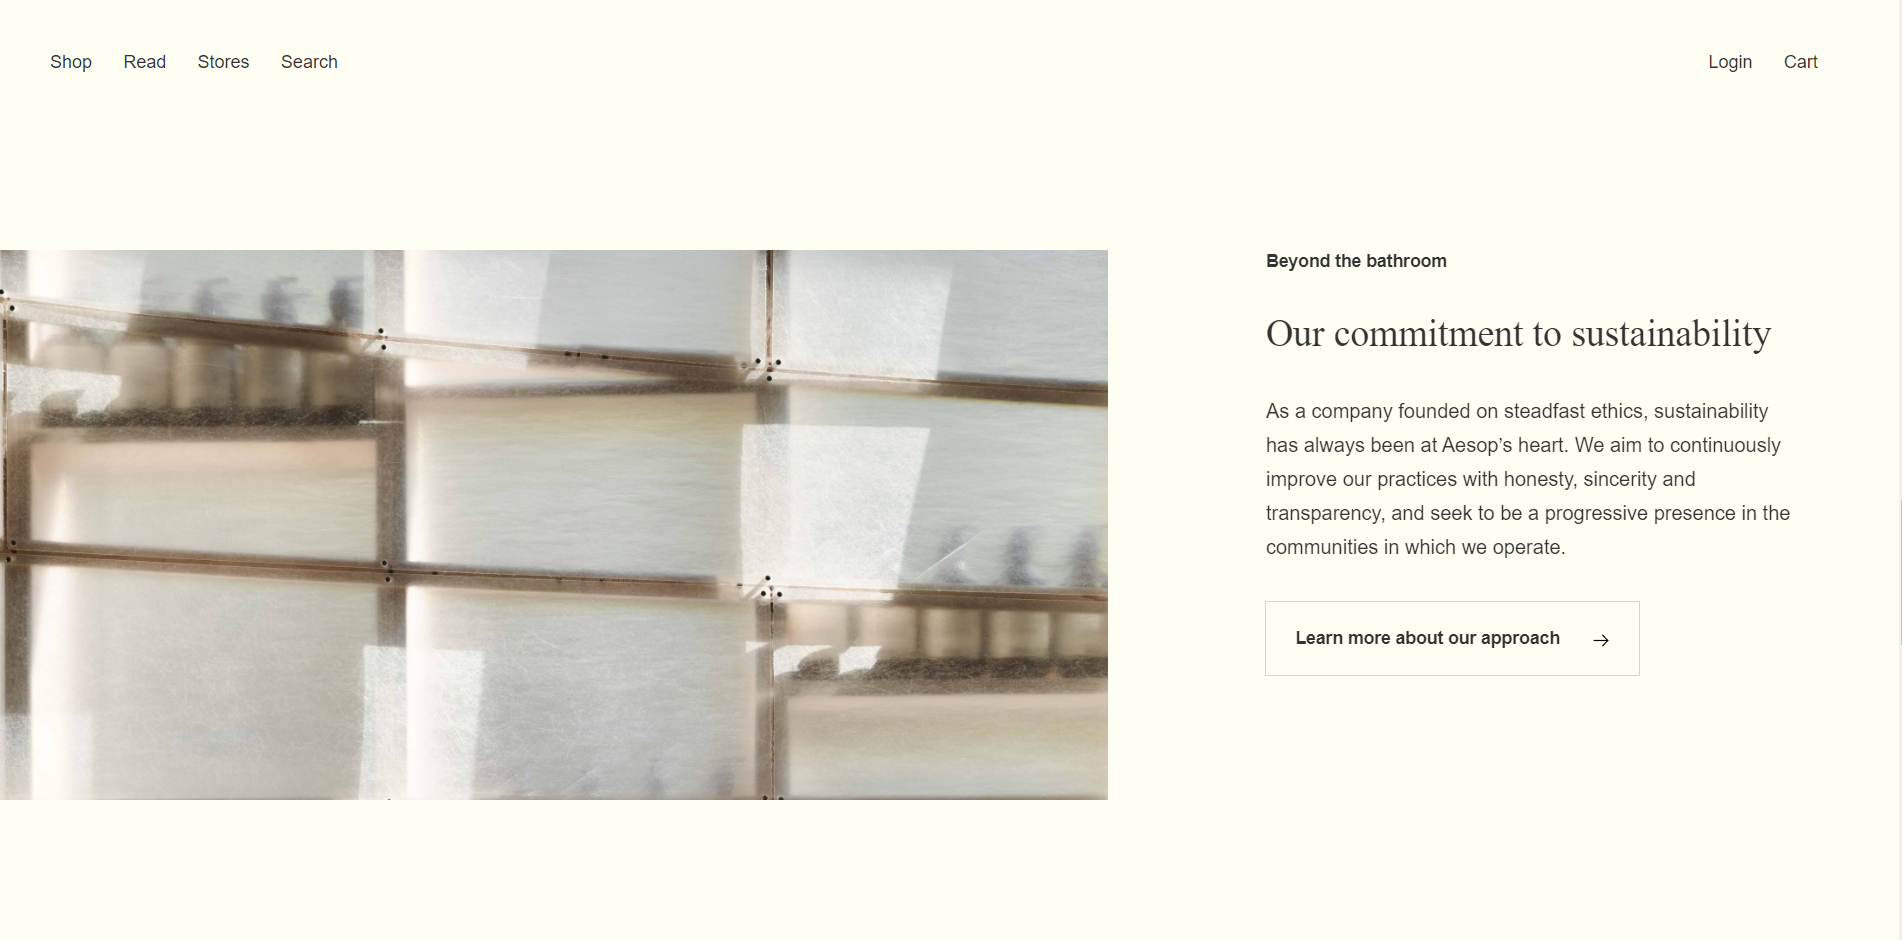 Shop Read Stores Search Login Cart
Beyond the bathroom
Our commitment to sustainability
As a company founded on steadfast ethics, sustainability
has always been at Aesop’s heart. We aim to continuously
improve our practices with honesty, sincerity and
transparency, and seek to be a progressive presence in the
communities in which we operate.
Learn more about our approach →